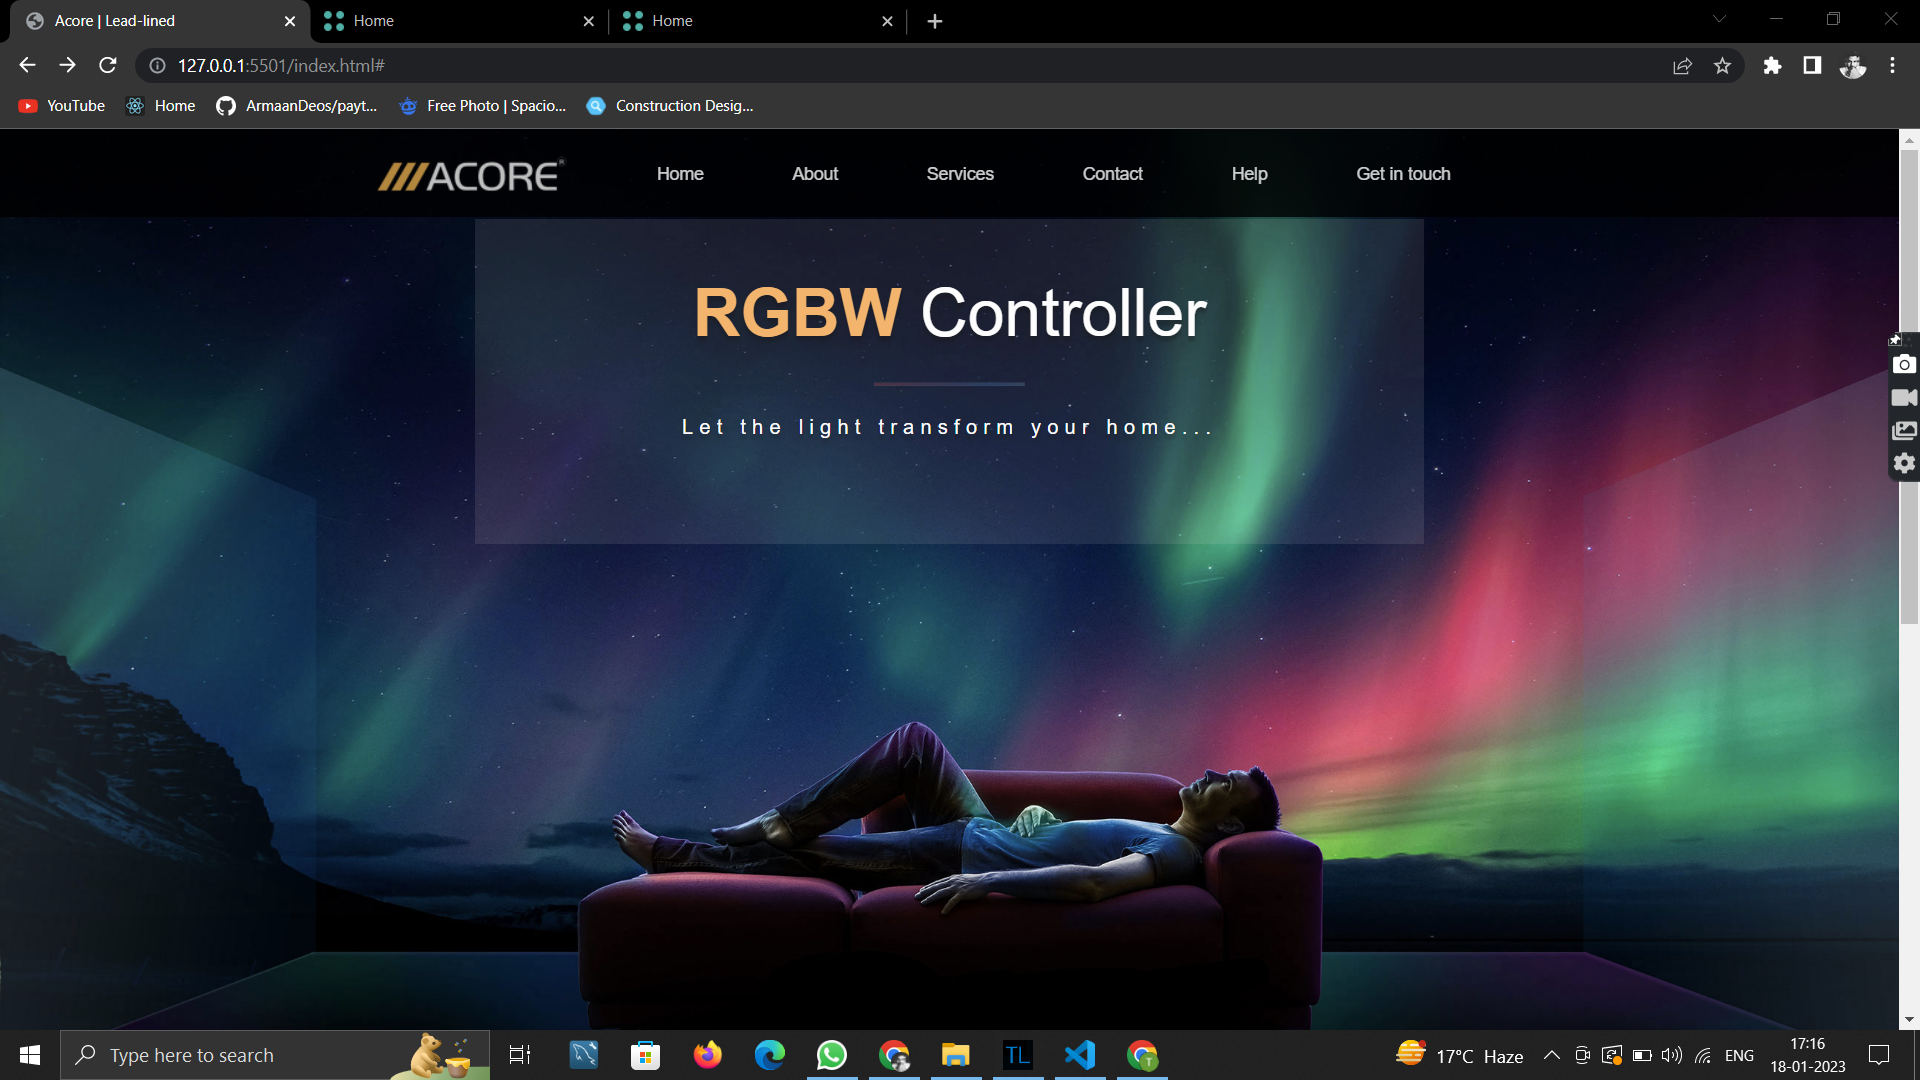 Acore | Lead-lined
Home
Home
127.0.0.1:5501/index.html#
YouTube
Home
ArmaanDeos/payt...
Free Photo | Spacio...
Construction Desig...
///ACORE
Home
About
Services
Contact
Help
Get in touch
RGBW Controller
Let the light transform your home...
Type here to search
TL
T
17°C Haze
ENG
17:16
18-01-2023